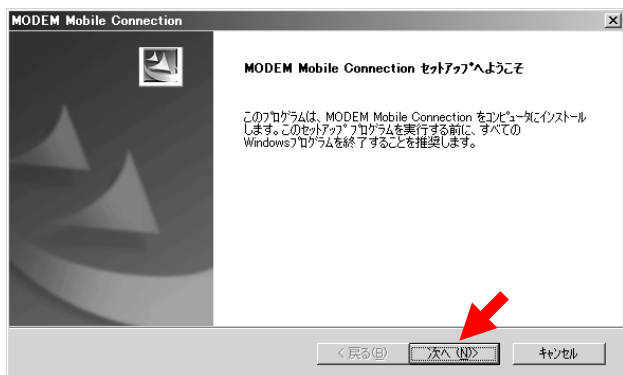 MODEM Mobile Connection
MODEM Mobile Connection ｾｯﾄｱｯﾌﾟへようこそ
このﾌﾟﾛｸﾞﾗﾑは、MODEM Mobile Connection をｺﾝﾋﾟｭｰﾀにインストール
します。このｾｯﾄｱｯﾌﾟ ﾌﾟﾛｸﾞﾗﾑを実行する前に、すべての
Windowsﾌﾟﾛｸﾞﾗﾑを終了することを推奨します。
< 戻る(B)
次へ (N)>
ｷｬﾝｾﾙ